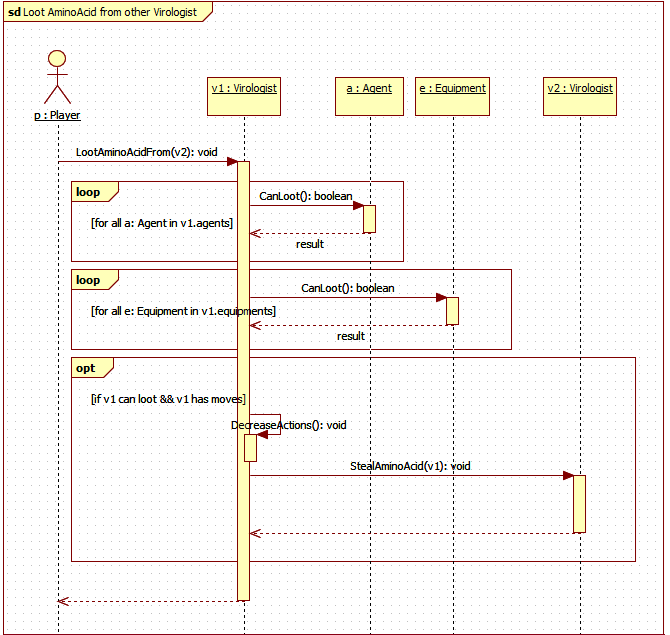 sd Loot AminoAcid from other Virologist
p : Player
v1 : Virologist
a : Agent
e : Equipment
v2 : Virologist
LootAminoAcidFrom(v2): void
loop
CanLoot(): boolean
[for all a: Agent in v1.agents]
result
loop
CanLoot(): boolean
[for all e: Equipment in v1.equipments]
result
opt
[if v1 can loot && v1 has moves]
DecreaseActions(): void
StealAminoAcid(v1): void